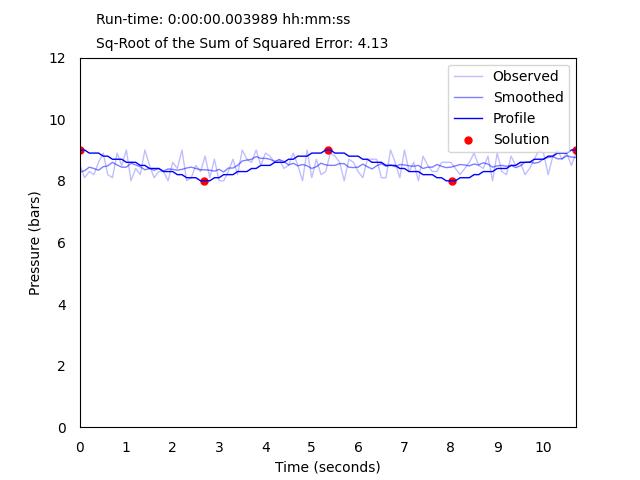 Run-time: 0:00:00.003989 hh:mm:ss
Sq-Root of the Sum of Squared Error: 4.13
12
10
8
6
4
2
0
Pressure (bars)
Observed
Smoothed
Profile
Solution
0 1 2 3 4 5 6 7 8 9 10
Time (seconds)